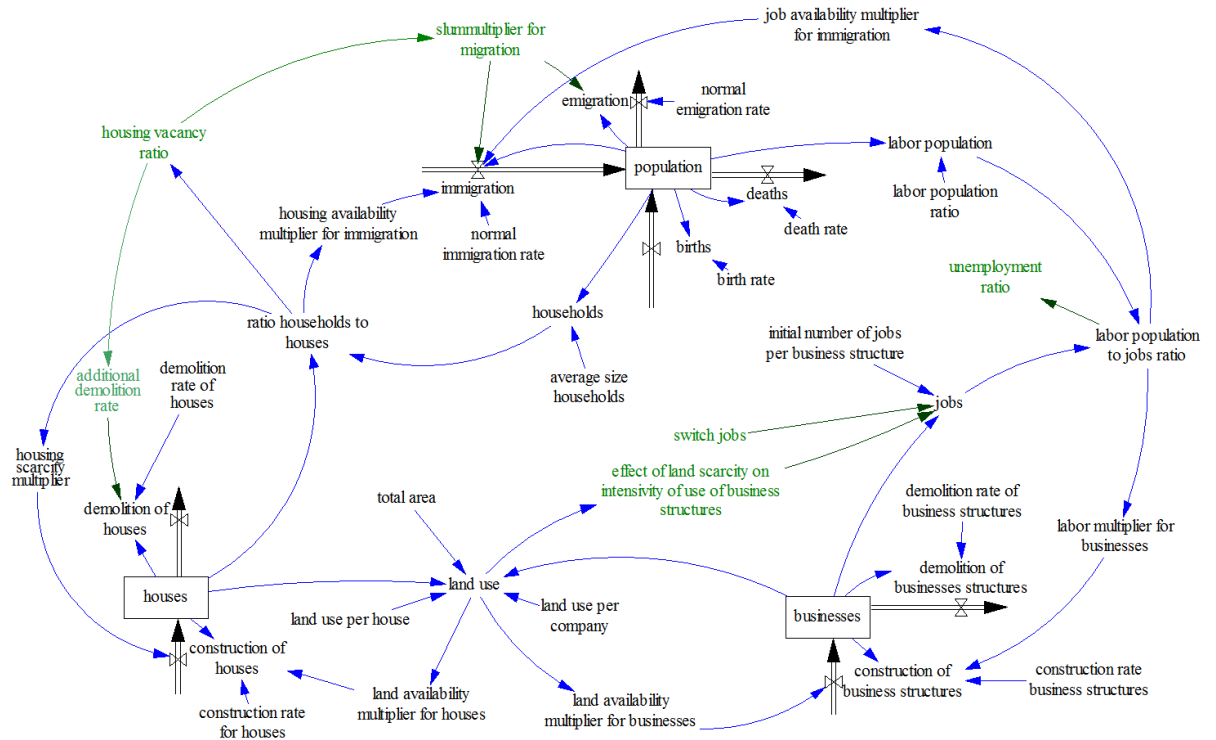 slummultiplier for
migration
job availability multiplier
for immigration
emigration
normal
emigration rate
housing vacancy
ratio
labor population
population
immigration
deaths
labor population
ratio
housing availability
multiplier for immigration
normal
immigration rate
births
death rate
birth rate
unemployment
ratio
households
ratio households to
houses
initial number of jobs
per business structure
labor population
to jobs ratio
additional
demolition
rate
demolition
rate of
houses
average size
households
jobs
switch jobs
housing
scarcity
multiplier
effect of land scarcity on
intensivity of use of business
structures
demolition of
houses
total area
demolition rate of
business structures
labor multiplier for
businesses
houses
land use
demolition of
businesses structures
land use per house
land use per
company
businesses
construction of
houses
construction of
business structures
construction rate
business structures
construction rate
for houses
land availability
multiplier for houses
land availability
multiplier for businesses